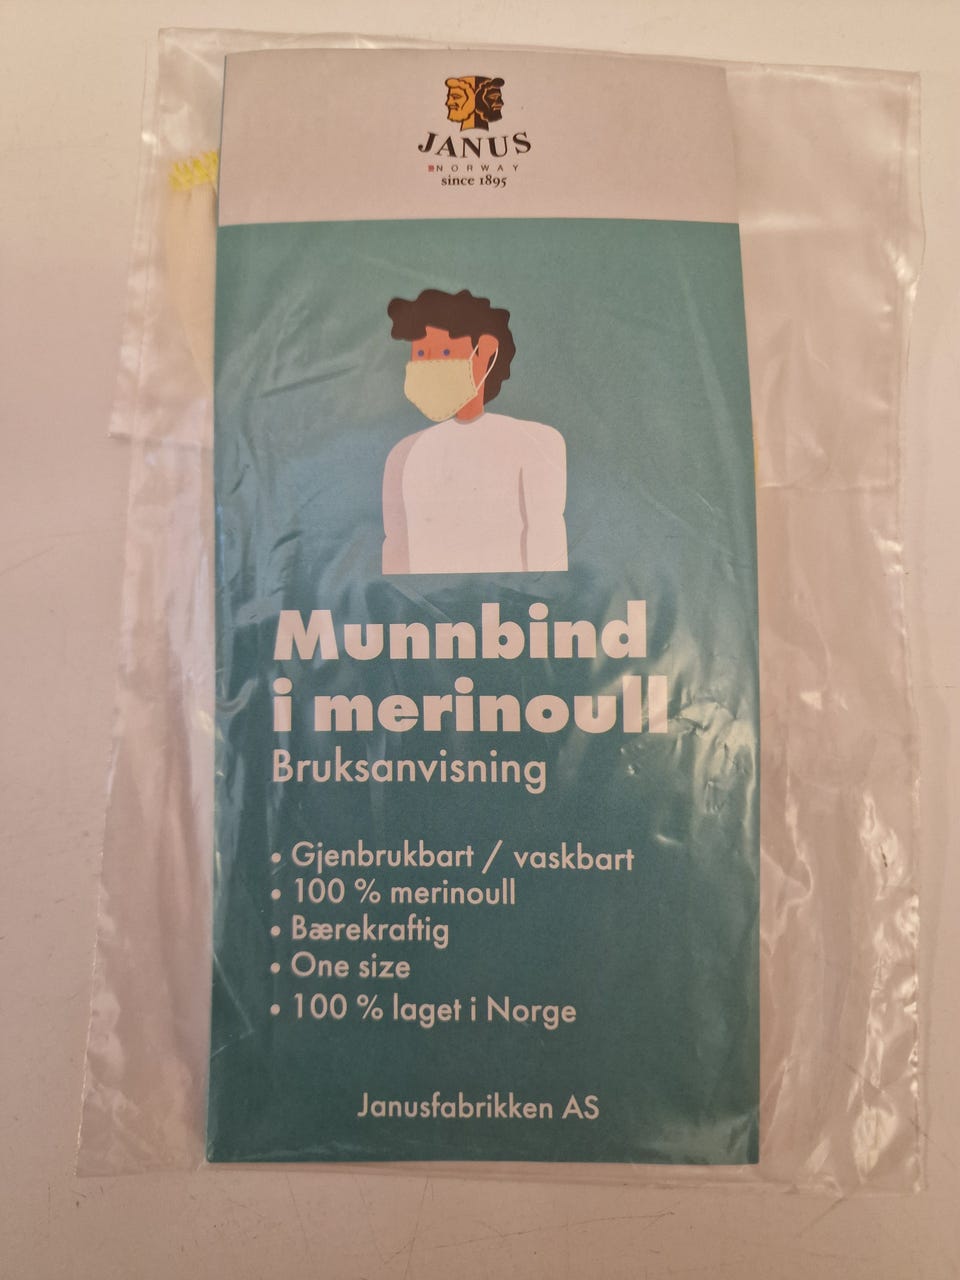 JANUS
NORWAY
since 1895
Munnbind
i merinoull
Bruksanvisning
• Gjenbrukbart / vaskbart
• 100 % merinoull
• Bærekraftig
• One size
• 100 % laget i Norge
Janusfabrikken AS